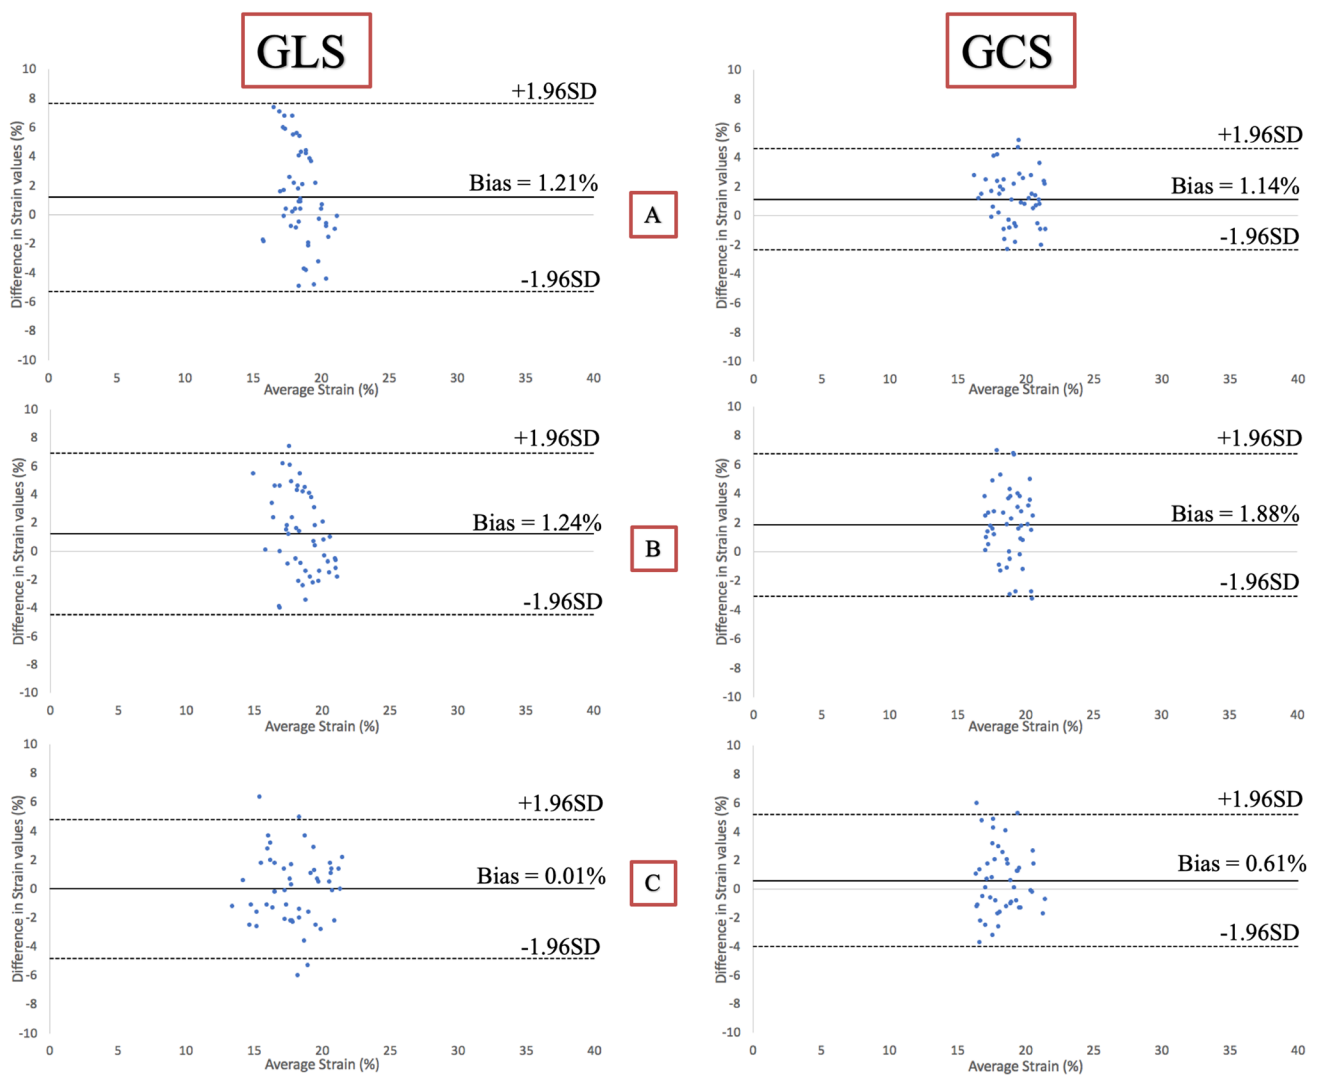 GLS
GCS
10
8
6
4
2
0
-2
-4
-6
-8
-10
Difference in Strain values (%)
+1.96SD
Bias = 1.21%
-1.96SD
0 5 10 15 20 25 30 35 40
Average Strain (%)
A
10
8
6
4
2
0
-2
-4
-6
-8
-10
Difference in Strain values (%)
+1.96SD
Bias = 1.14%
-1.96SD
0 5 10 15 20 25 30 35 40
Average Strain (%)
10
8
6
4
2
0
-2
-4
-6
-8
-10
Difference in Strain values (%)
+1.96SD
Bias = 1.24%
-1.96SD
0 5 10 15 20 25 30 35 40
Average Strain (%)
B
10
8
6
4
2
0
-2
-4
-6
-8
-10
Difference in Strain values (%)
+1.96SD
Bias = 1.88%
-1.96SD
0 5 10 15 20 25 30 35 40
Average Strain (%)
10
8
6
4
2
0
-2
-4
-6
-8
-10
Difference in Strain values (%)
+1.96SD
Bias = 0.01%
-1.96SD
0 5 10 15 20 25 30 35 40
Average Strain (%)
C
10
8
6
4
2
0
-2
-4
-6
-8
-10
Difference in Strain values (%)
+1.96SD
Bias = 0.61%
-1.96SD
0 5 10 15 20 25 30 35 40
Average Strain (%)